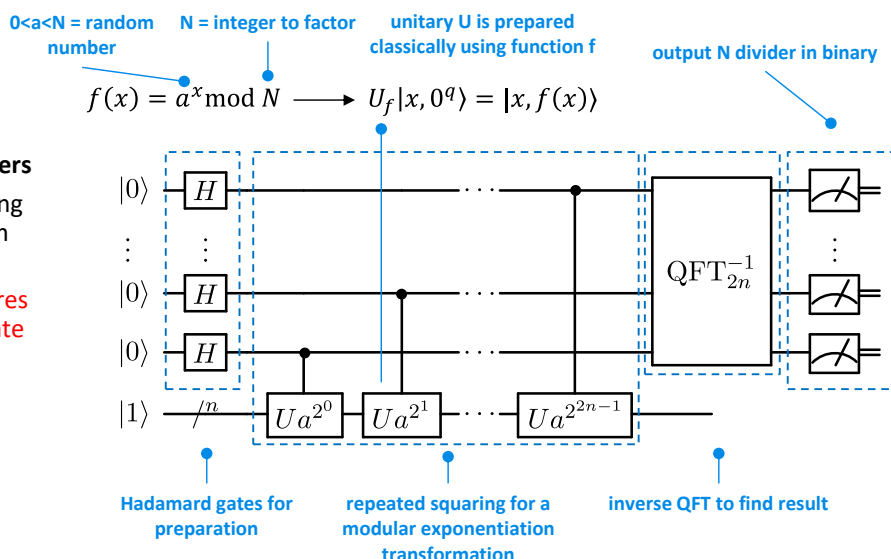 0<a<N = random
number
N = integer to factor
unitary U is prepared
classically using function f
output N divider in binary
f(x) = a^x mod N ⟶ U_f|x, 0^q⟩ = |x, f(x)⟩
ers
ng
n
res
te
|0⟩ H · · ·
⋮ ⋮ ⋮
|0⟩ H · · ·
|0⟩ H · · ·
QFT_{2n}^{-1}
|1⟩ /n Ua^{2^0} Ua^{2^1} · · · Ua^{2^{2n-1}}
Hadamard gates for
preparation
repeated squaring for a
modular exponentiation
transformation
inverse QFT to find result